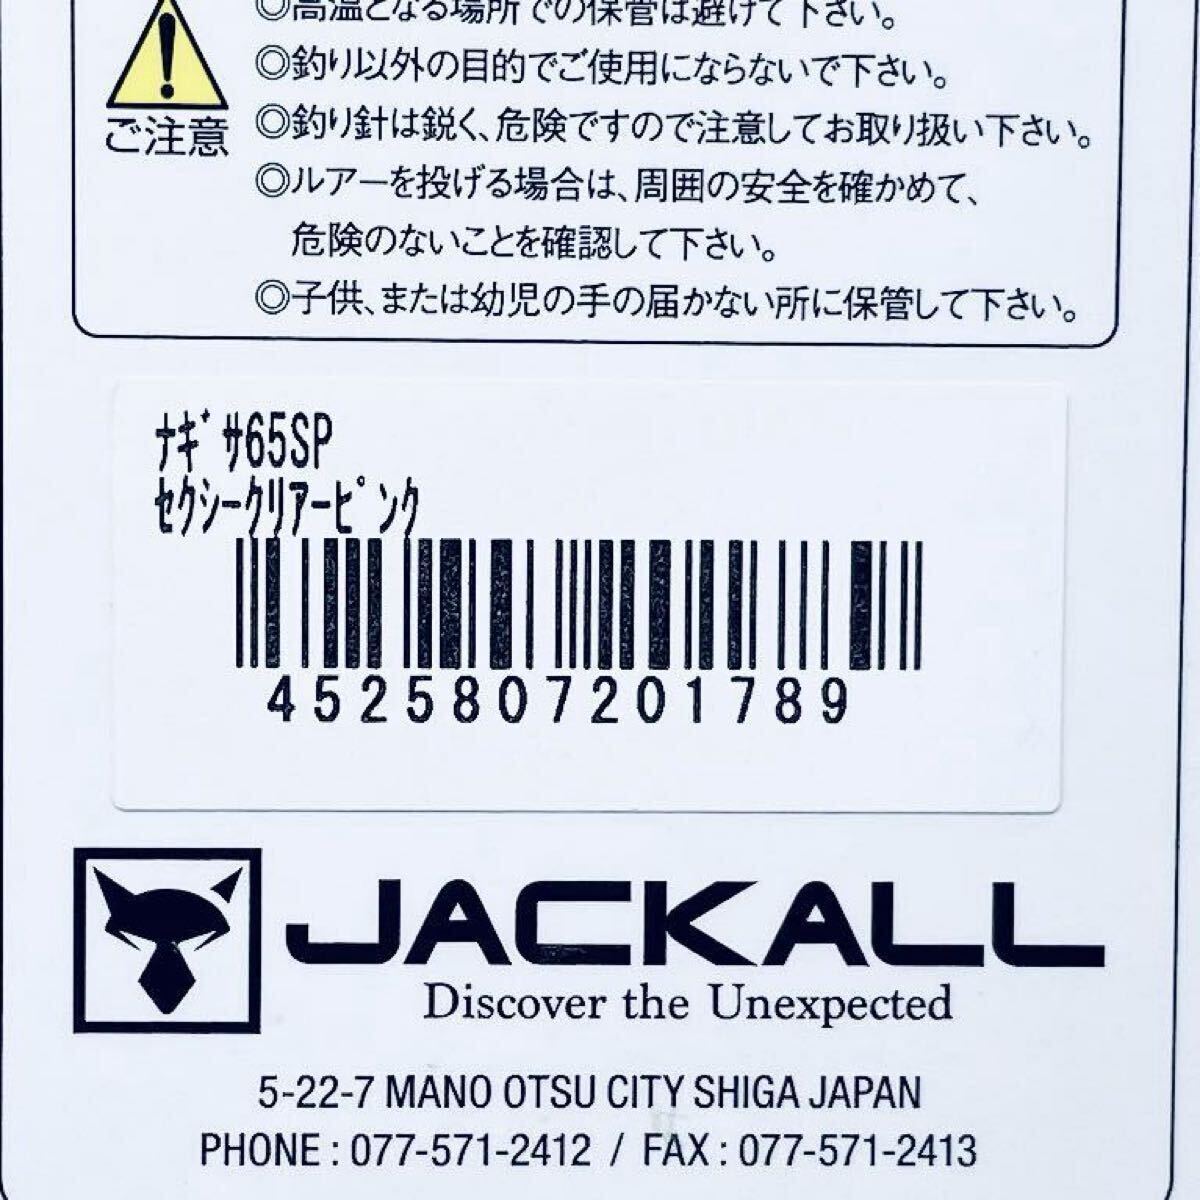 ◎高温となる場所での保管は避けて下さい。
◎釣り以外の目的でご使用にならないで下さい。
ご注意
◎釣り針は鋭く、危険ですので注意してお取り扱い下さい。
◎ルアーを投げる場合は、周囲の安全を確かめて、
危険のないことを確認して下さい。
◎子供、または幼児の手の届かない所に保管して下さい。
ﾅｷﾞｻ65SP
ｾｸｼｰｸﾘｱｰﾋﾟﾝｸ
4525807201789
JACKALL
Discover the Unexpected
5-22-7 MANO OTSU CITY SHIGA JAPAN
PHONE : 077-571-2412 / FAX : 077-571-2413